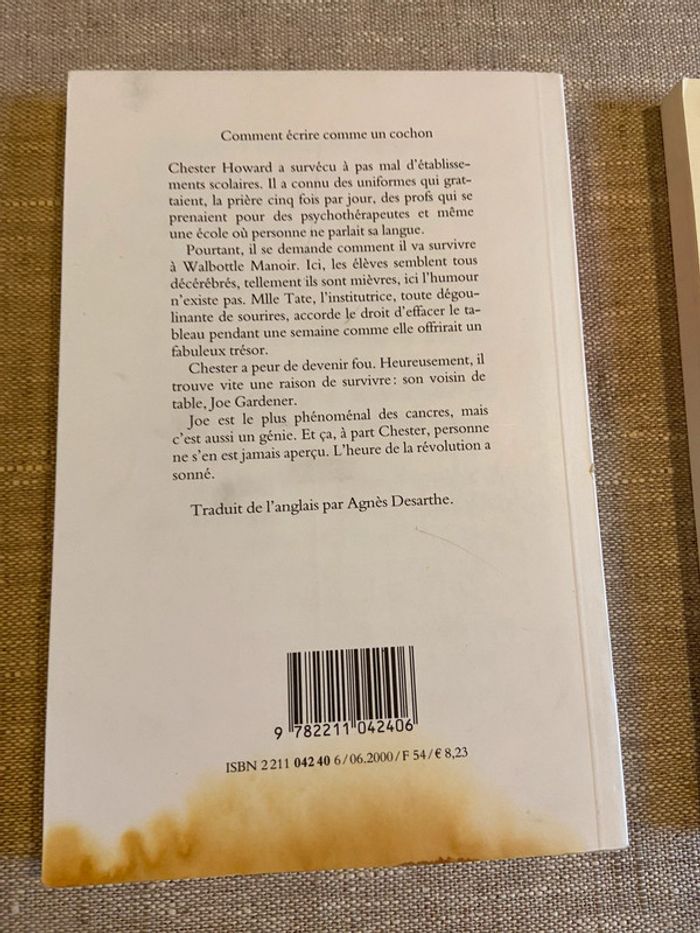 Comment écrire comme un cochon
Chester Howard a survécu à pas mal d'établisse-
ments scolaires. Il a connu des uniformes qui grat-
taient, la prière cinq fois par jour, des profs qui se
prenaient pour des psychothérapeutes et même
une école où personne ne parlait sa langue.
Pourtant, il se demande comment il va survivre
à Walbottle Manoir. Ici, les élèves semblent tous
décérébrés, tellement ils sont mièvres, ici l'humour
n'existe pas. Mlle Tate, l'institutrice, toute dégou-
linante de sourires, accorde le droit d'effacer le ta-
bleau pendant une semaine comme elle offrirait un
fabuleux trésor.
Chester a peur de devenir fou. Heureusement, il
trouve vite une raison de survivre : son voisin de
table, Joe Gardener.
Joe est le plus phénoménal des cancres, mais
c'est aussi un génie. Et ça, à part Chester, personne
ne s'en est jamais aperçu. L'heure de la révolution a
sonné.
Traduit de l'anglais par Agnès Desarthe.
9 782211 042406
ISBN 2 211 042 40 6/06.2000/F 54/€ 8,23